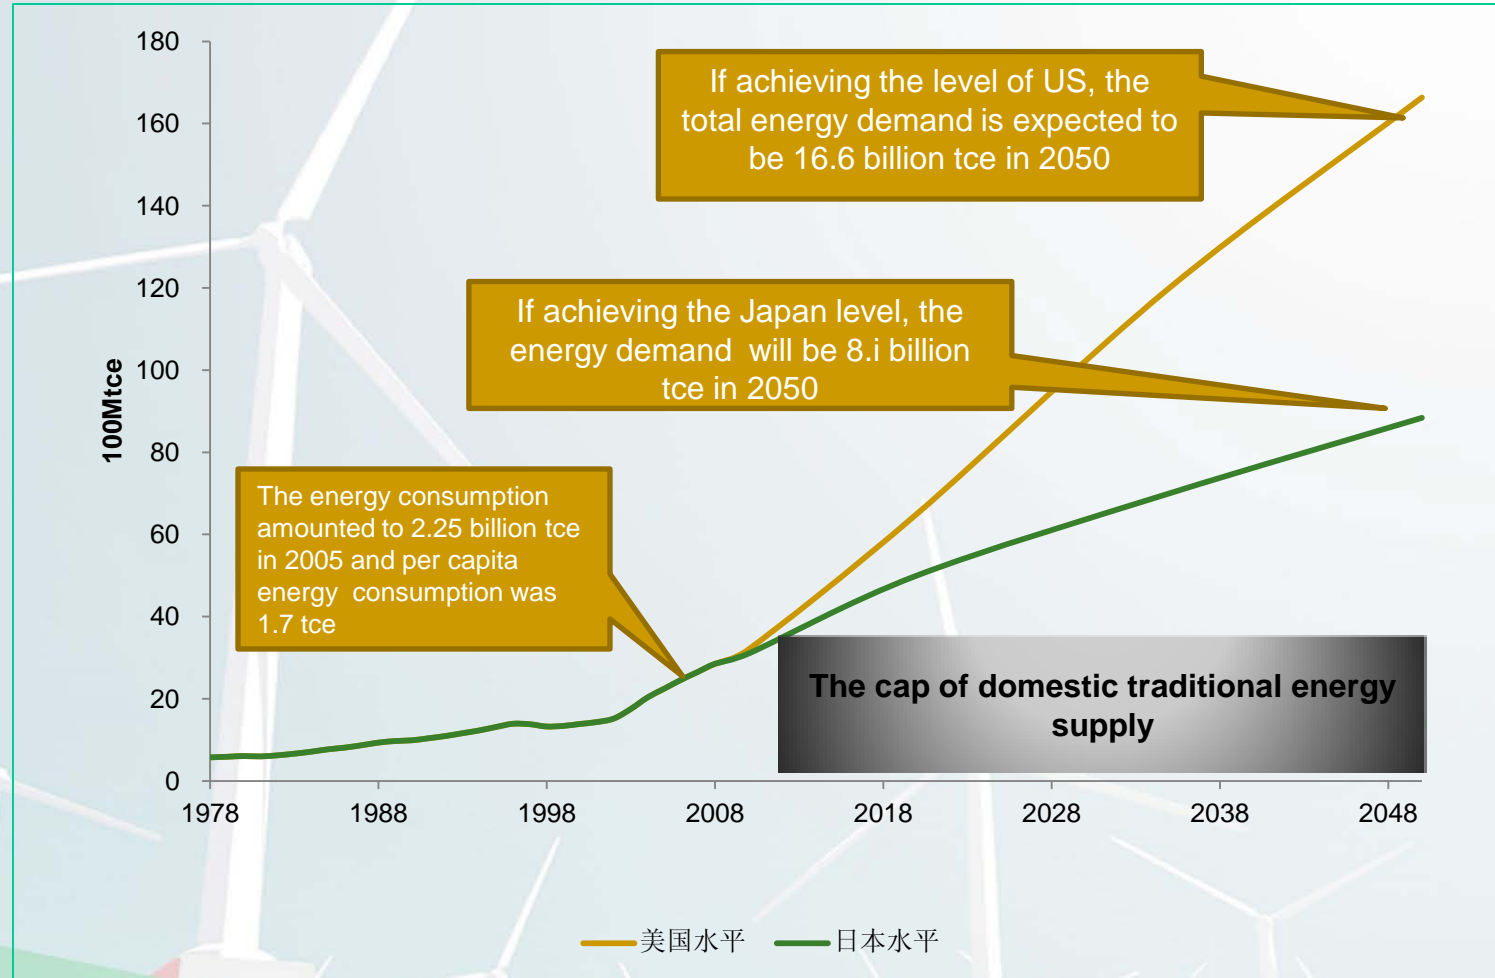 180
160
140
120
100
80
60
40
20
0
100Mtce
If achieving the level of US, the
total energy demand is expected to
be 16.6 billion tce in 2050
If achieving the Japan level, the
energy demand  will be 8.i billion
tce in 2050
The energy consumption
amounted to 2.25 billion tce
in 2005 and per capita
energy  consumption was
1.7 tce
The cap of domestic traditional energy
supply
1978 1988 1998 2008 2018 2028 2038 2048
美国水平 日本水平